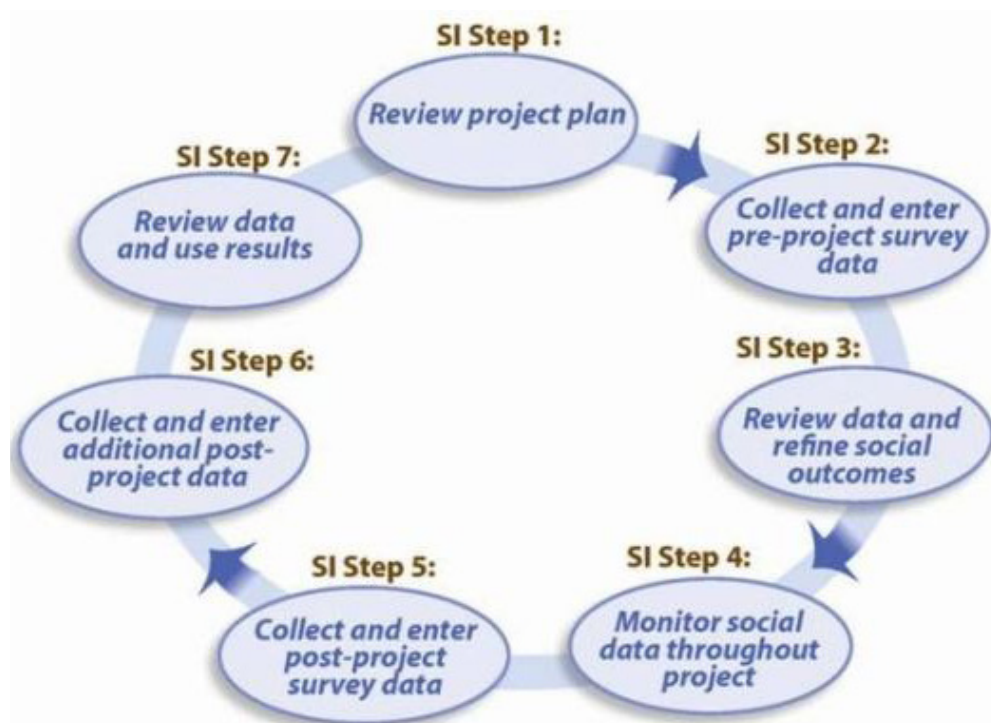 SI Step 1:
Review project plan
SI Step 2:
Collect and enter
pre-project survey
data
SI Step 3:
Review data and
refine social
outcomes
SI Step 4:
Monitor social
data throughout
project
SI Step 5:
Collect and enter
post-project
survey data
SI Step 6:
Collect and enter
additional post-
project data
SI Step 7:
Review data
and use results